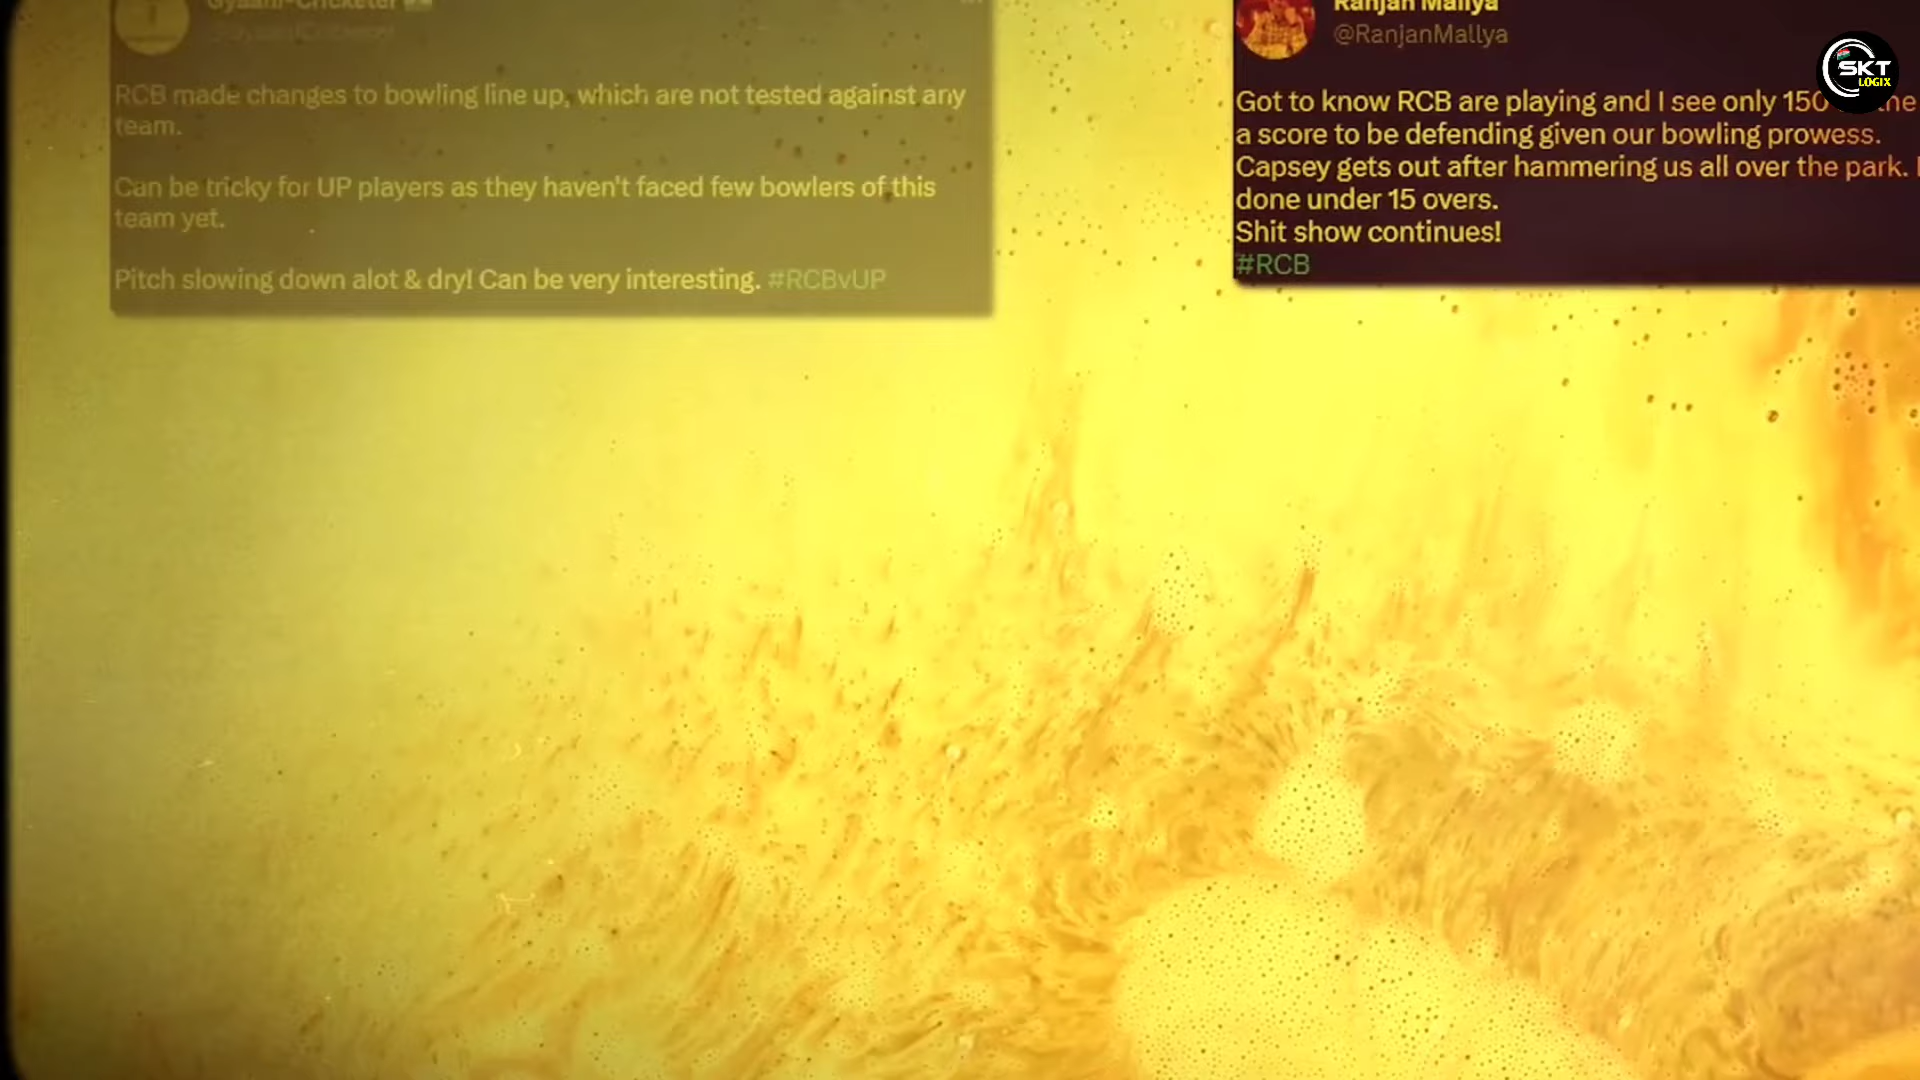 Gyaani-Cricketer
RCB made changes to bowling line up, which are not tested against any
team.
Can be tricky for UP players as they haven't faced few bowlers of this
team yet.
Pitch slowing down alot & dry! Can be very interesting. #RCBvUP
Ranjan Mallya
@RanjanMallya
Got to know RCB are playing and I see only 150
a score to be defending given our bowling prowess.
Capsey gets out after hammering us all over the park.
done under 15 overs.
Shit show continues!
#RCB
SKT
LOGIX